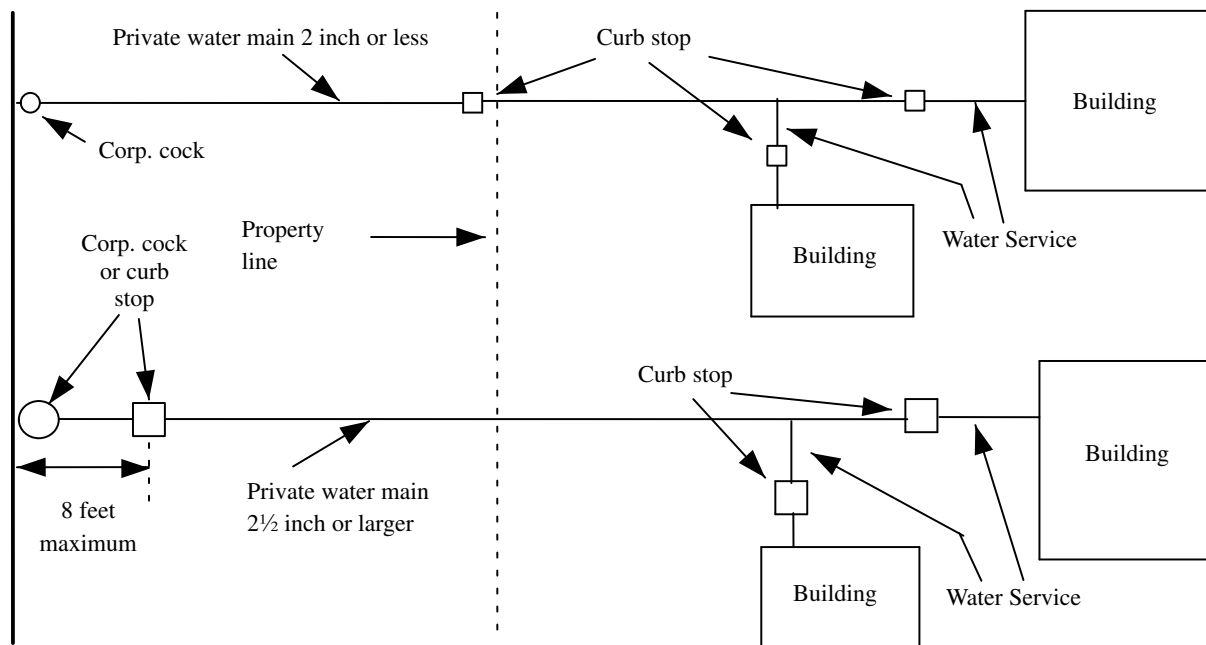 Private water main 2 inch or less
Curb stop
Building
Corp. cock
Water Service
Building
Property
line
Corp. cock
or curb
stop
Curb stop
Building
Private water main
2½ inch or larger
8 feet
maximum
Building
Water Service